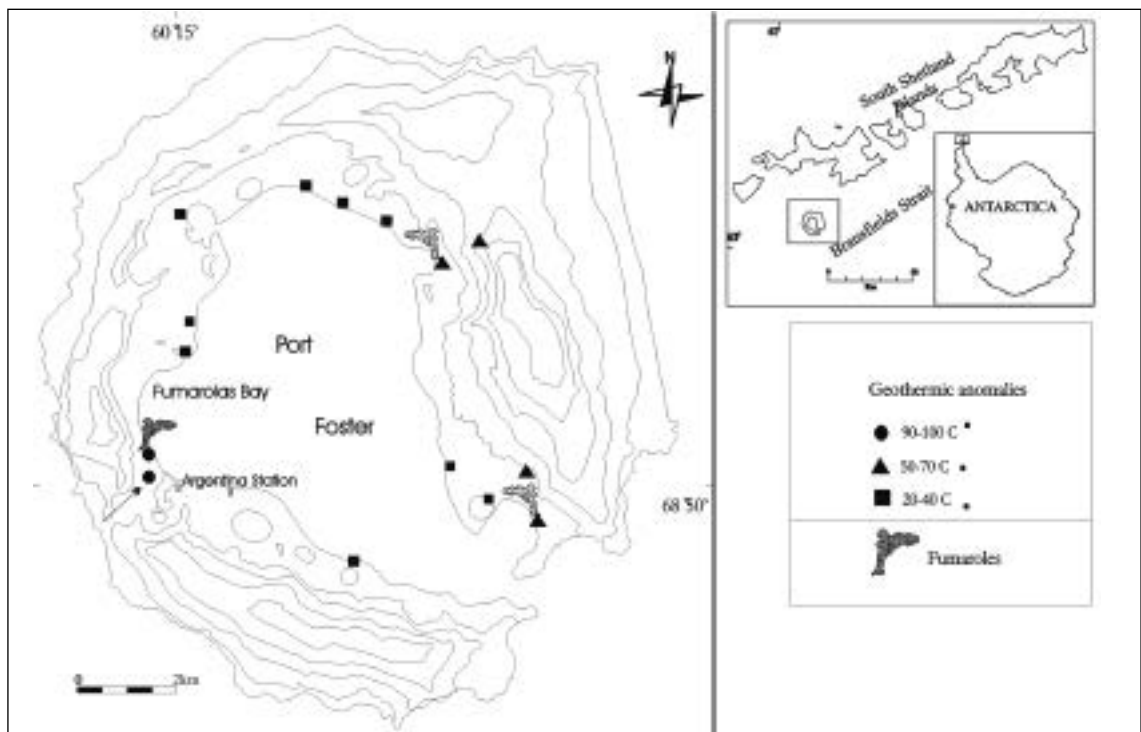 60°15'
N
Port
Fumarolas Bay
Foster
Argentina Station
68°50'
0 2km
South Shetland
Islands
Bransfields Strait
ANTARCTICA
Geothermic anomalies
90-100 C
50-70 C
20-40 C
Fumaroles